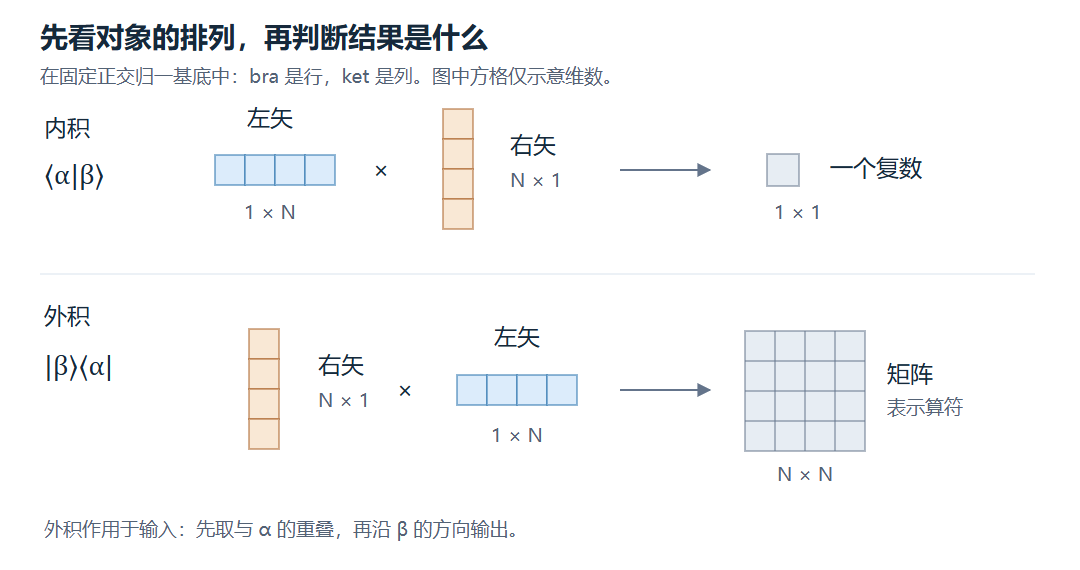 先看对象的排列，再判断结果是什么
在固定正交归一基底中：bra 是行，ket 是列。图中方格仅示意维数。
内积
⟨α|β⟩
左矢
1 × N
×
右矢
N × 1
一个复数
1 × 1
外积
|β⟩⟨α|
右矢
N × 1
×
左矢
1 × N
矩阵
表示算符
N × N
外积作用于输入：先取与 α 的重叠，再沿 β 的方向输出。